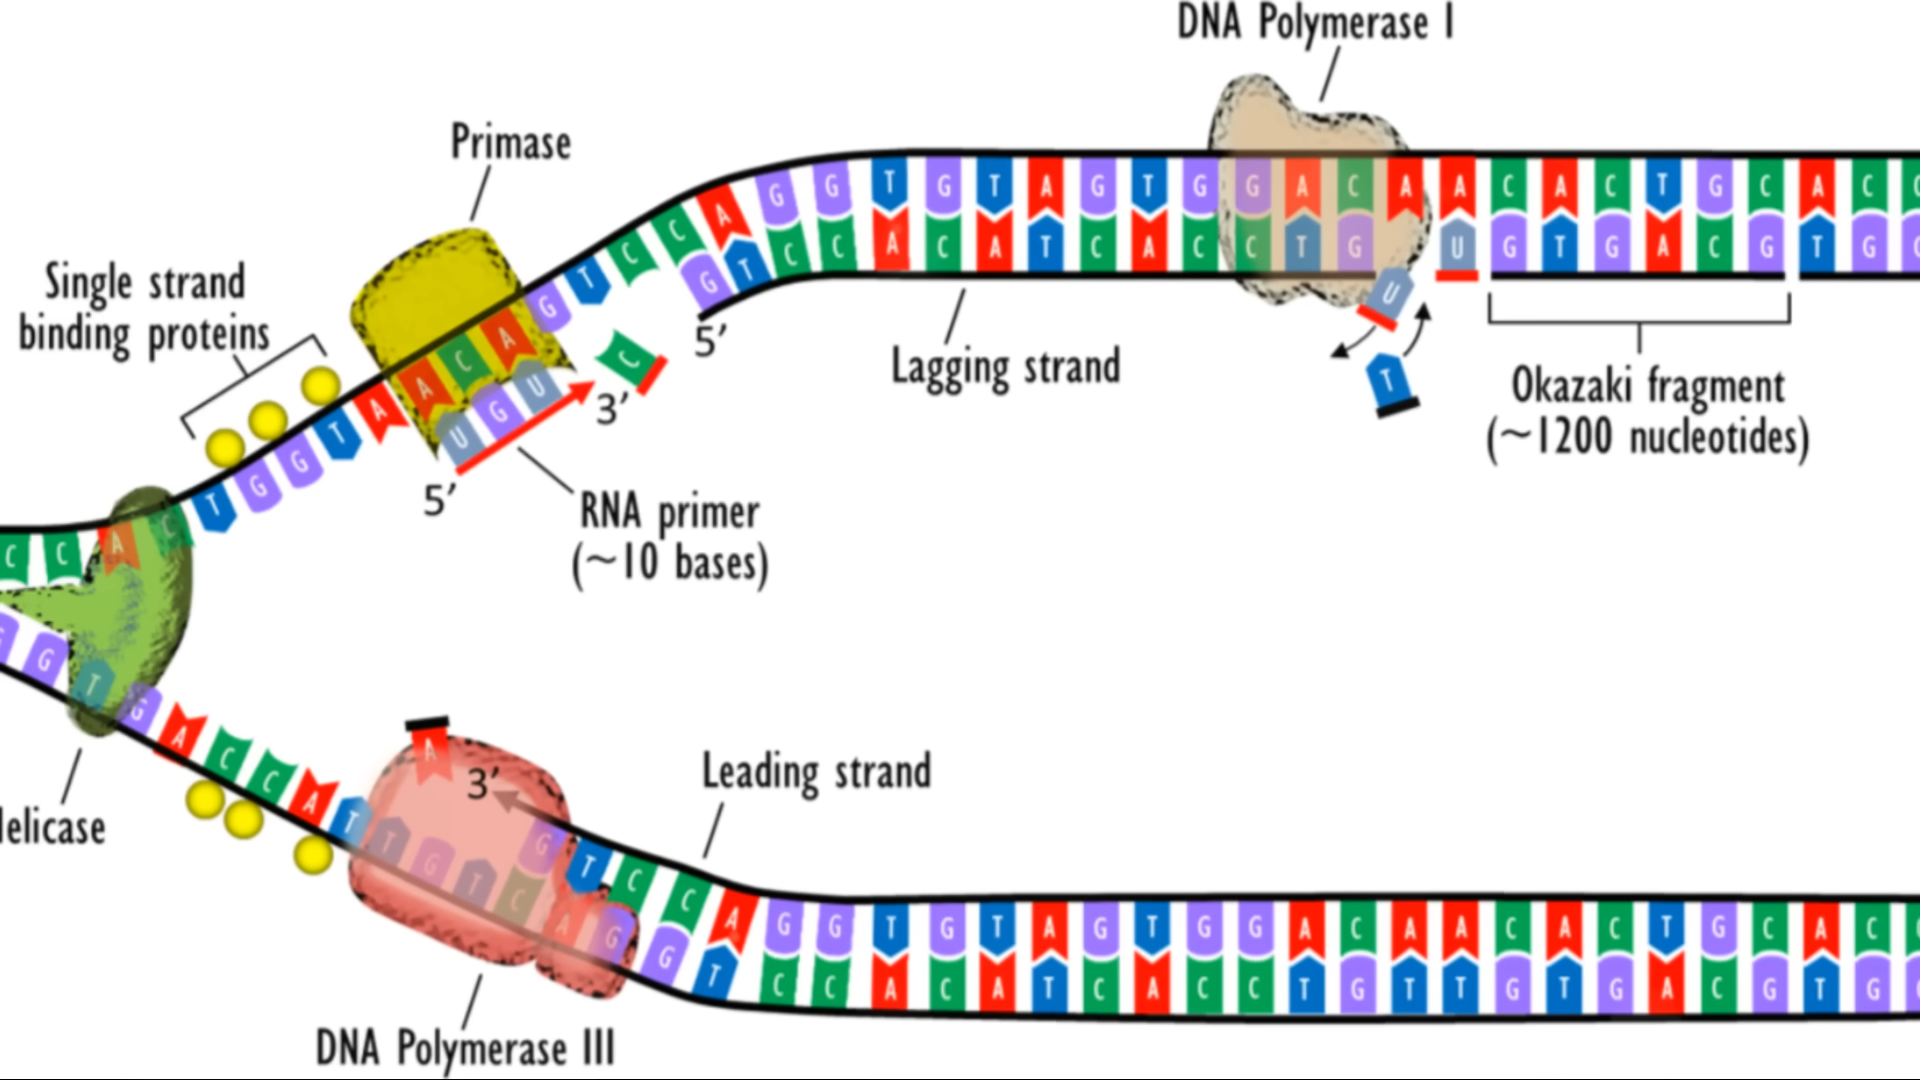 DNA Polymerase I
Primase
T G T A G T G G A C A A C A C T G C A C
C C A C T G G T A A C A G T C C A G G
G T C C A C A T C A C C T G U G T G A C G T G
U
T
Single strand
binding proteins
U G U
C
5′
3′
5′
Lagging strand
Okazaki fragment
(~1200 nucleotides)
RNA primer
(~10 bases)
G T G A C C A T T G T C A G G T C C A C A T C A C C T G T T G T G A C G T G
A
3′
Leading strand
elicase
G T C C A G G T G T A G T G G A C A A C A C T G C A C
DNA Polymerase III